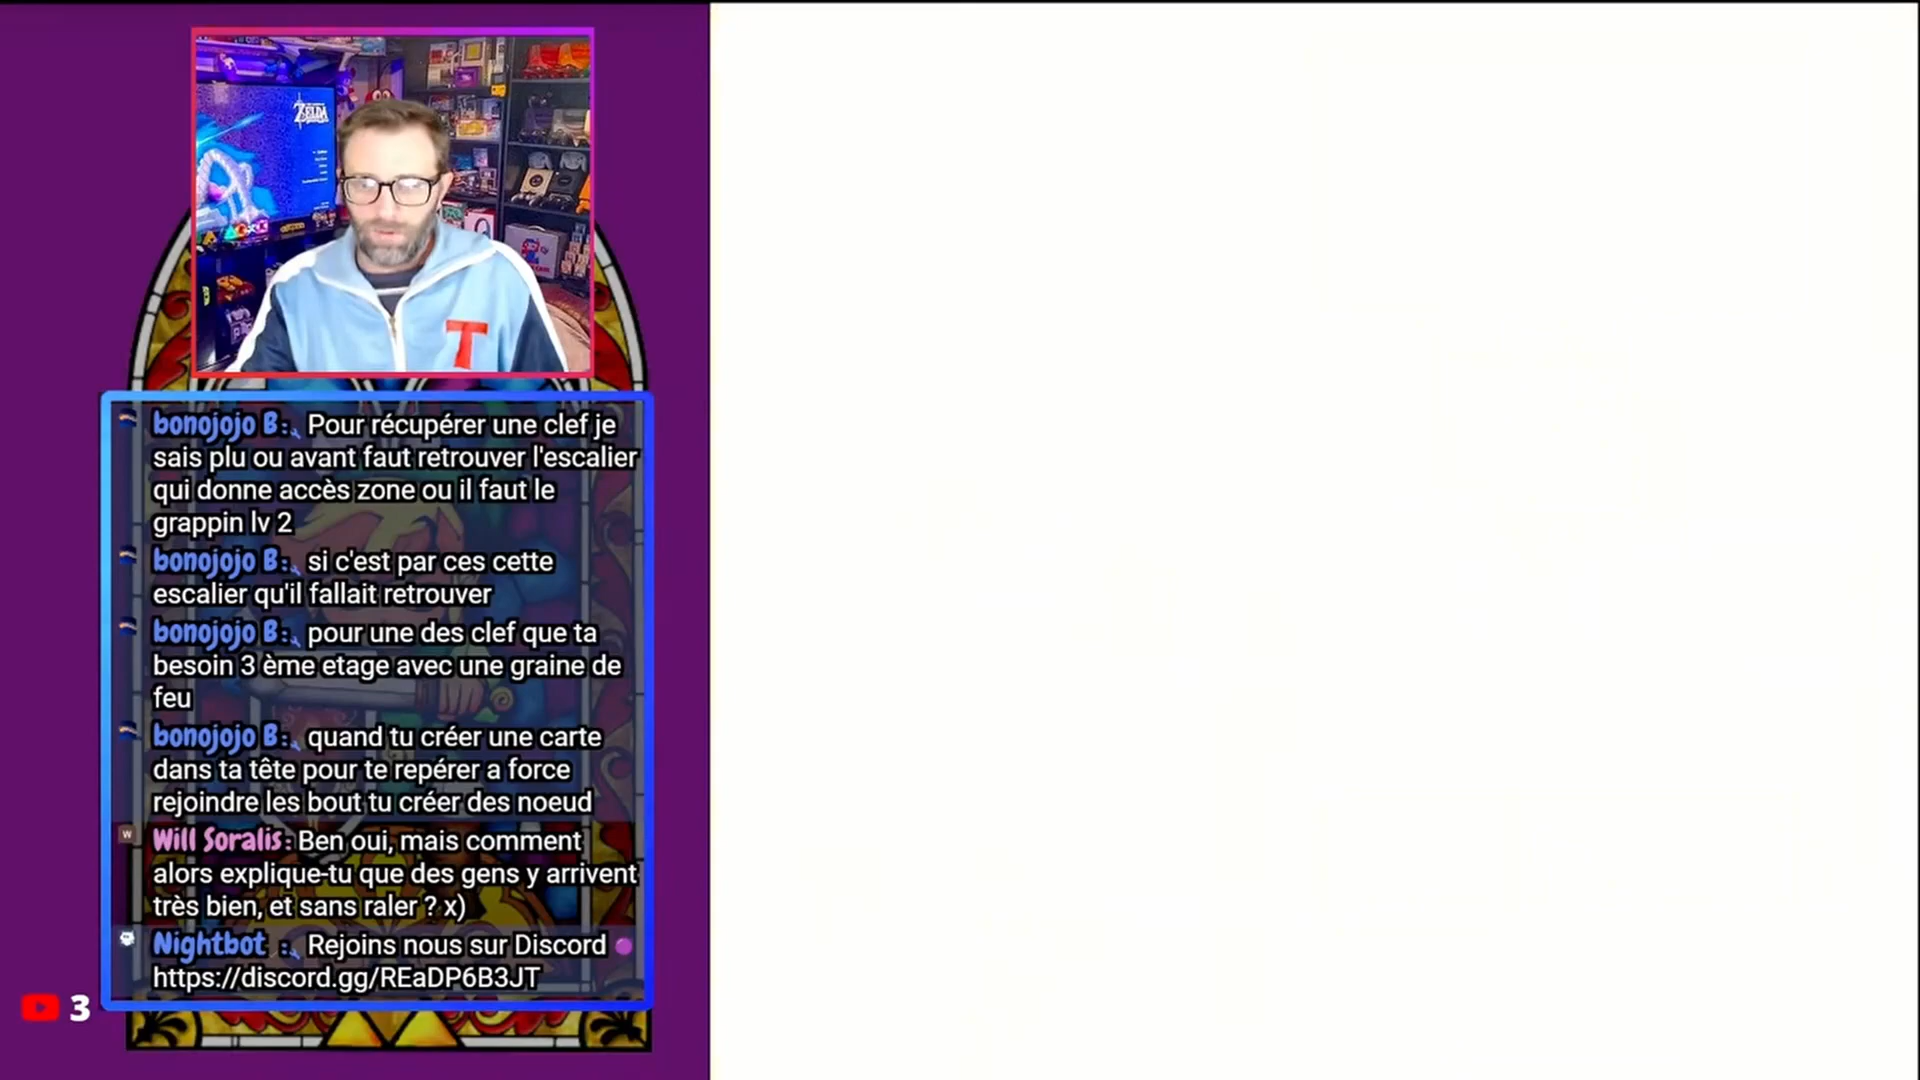 ZELDA
T
bonojojo B: Pour récupérer une clef je
sais plu ou avant faut retrouver l'escalier
qui donne accès zone ou il faut le
grappin lv 2
bonojojo B: si c'est par ces cette
escalier qu'il fallait retrouver
bonojojo B: pour une des clef que ta
besoin 3 ème etage avec une graine de
feu
bonojojo B: quand tu créer une carte
dans ta tête pour te repérer a force
rejoindre les bout tu créer des noeud
W Will Soralis: Ben oui, mais comment
alors explique-tu que des gens y arrivent
très bien, et sans raler ? x)
Nightbot : Rejoins nous sur Discord
https://discord.gg/REaDP6B3JT
3